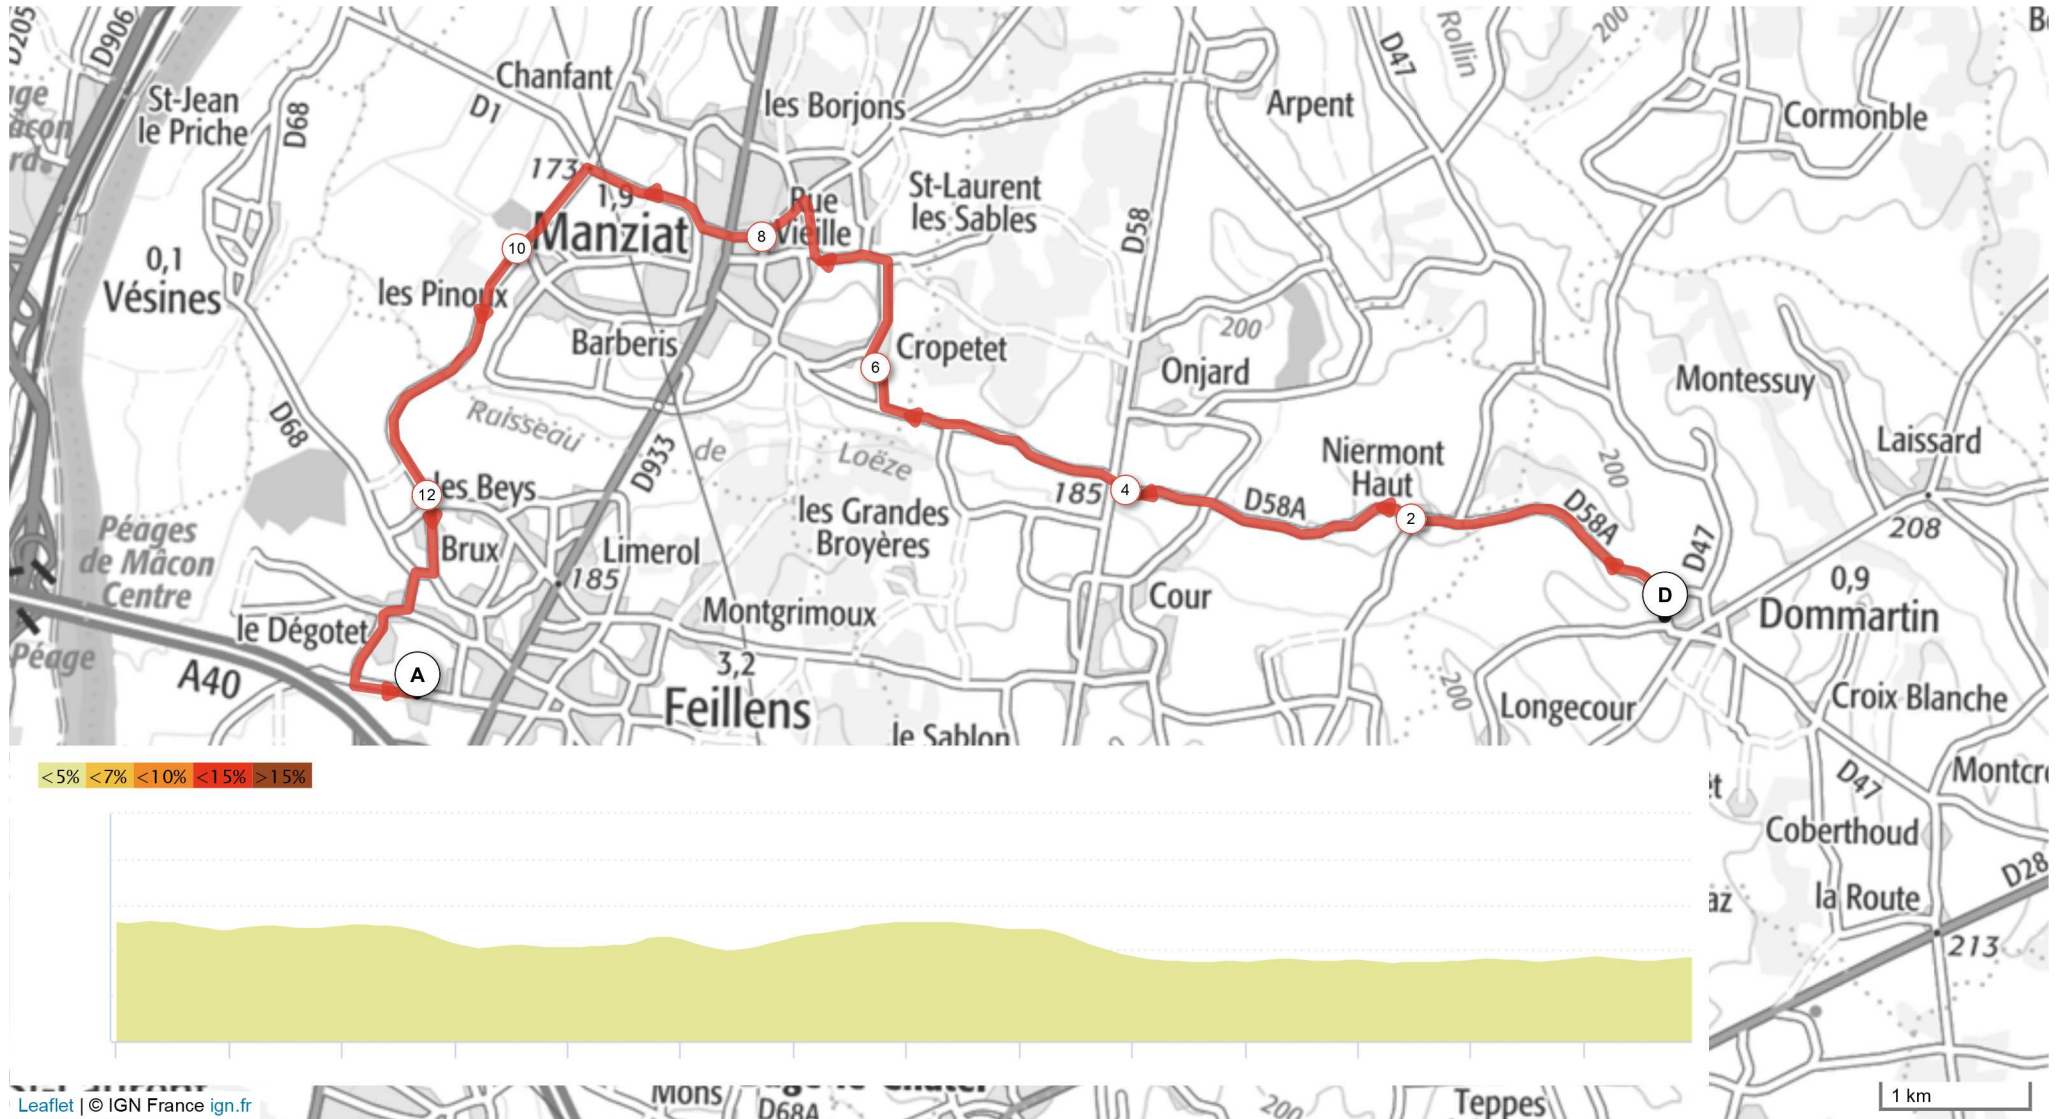 D205
D906
St-Jean
le Priche
D68
Chanfant
D1
les Borjons
D47
Rollin
200
Arpent
Cormonble
173
1,9
Manziat
Rue
Vieille
8
St-Laurent
les Sables
D58
10
0,1
Vésines
les Pinoux
Barberis
Cropetet
6
200
Onjard
Montessuy
D68
Ruisseau
de
Loëze
D933
Niermont
Haut
200
Laissard
12
les Beys
185
4
D58A
2
D58A
208
Péages
de Mâcon
Centre
Brux
Limerol
les Grandes
Broyères
D47
185
Cour
D
0,9
Dommartin
le Dégotet
Montgrimoux
Péage
A40
A
3,2
Feillens
le Sablon
200
Longecour
Croix Blanche
<5% <7% <10% <15% >15%
D47
Coberthoud
D28
la Route
213
Mons
D68A
200
Teppes
Leaflet | © IGN France ign.fr
1 km